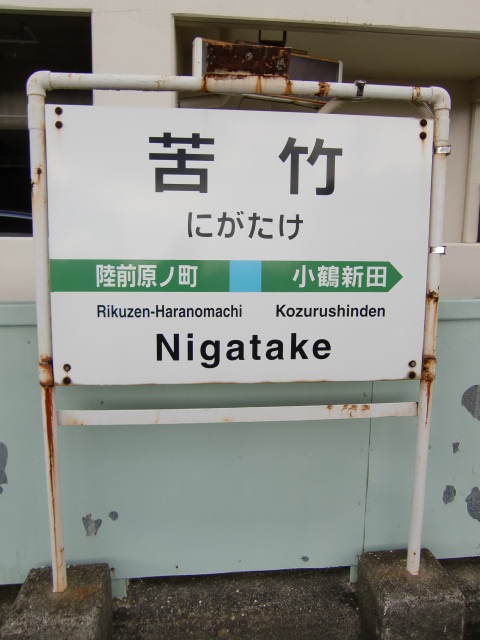 苦竹
にがたけ
陸前原ノ町 小鶴新田
Rikuzen-Haranomachi Kozurushinden
Nigatake